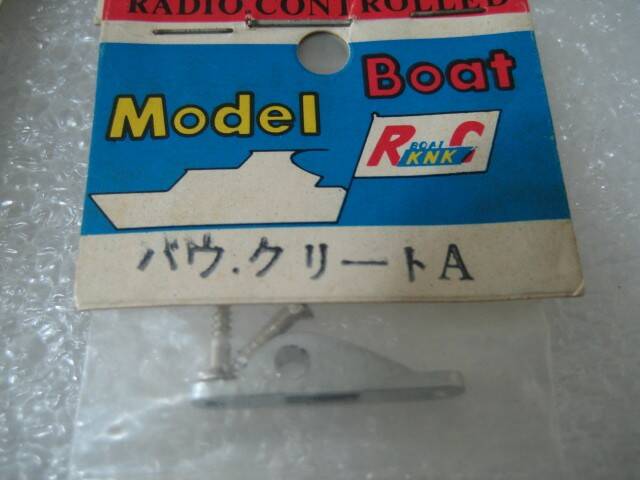 RADIO CONTROLLED
Model Boat
R BOAT KNK C
バウ.クリートA